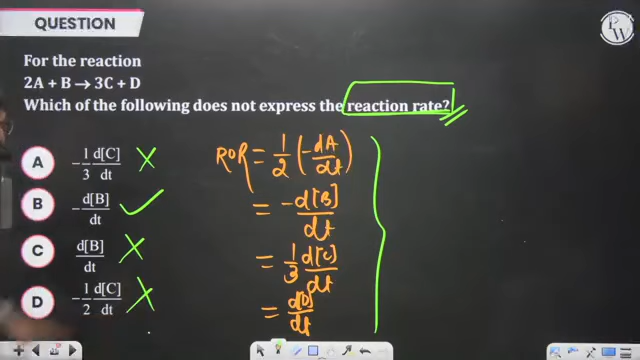 QUESTION
PW
For the reaction
2A + B → 3C + D
Which of the following does not express the reaction rate?
A -1/3 d[C]/dt ✗
B -d[B]/dt ✓
C d[B]/dt ✗
D -1/2 d[C]/dt ✗
ROR = 1/2 (-dA/dt)
= -d[B]/dt
= 1/3 d[C]/dt
= d[D]/dt